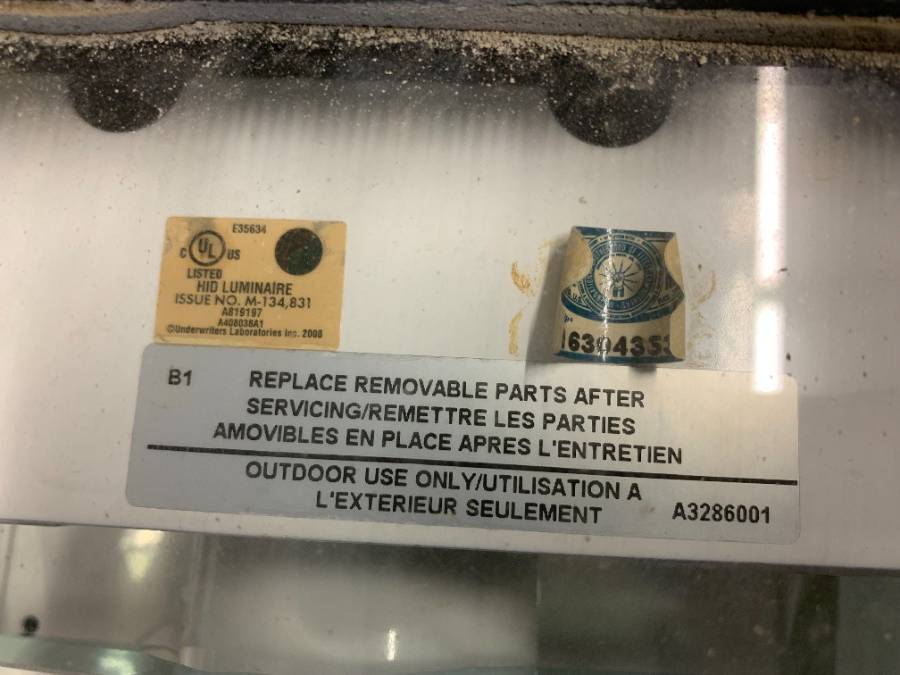 E35634
C UL US
LISTED
HID LUMINAIRE
ISSUE NO. M-134,831
A819197
A408038A1
©Underwriters Laboratories Inc. 2008
B1
REPLACE REMOVABLE PARTS AFTER
SERVICING/REMETTRE LES PARTIES
AMOVIBLES EN PLACE APRES L'ENTRETIEN
OUTDOOR USE ONLY/UTILISATION A
L'EXTERIEUR SEULEMENT
A3286001